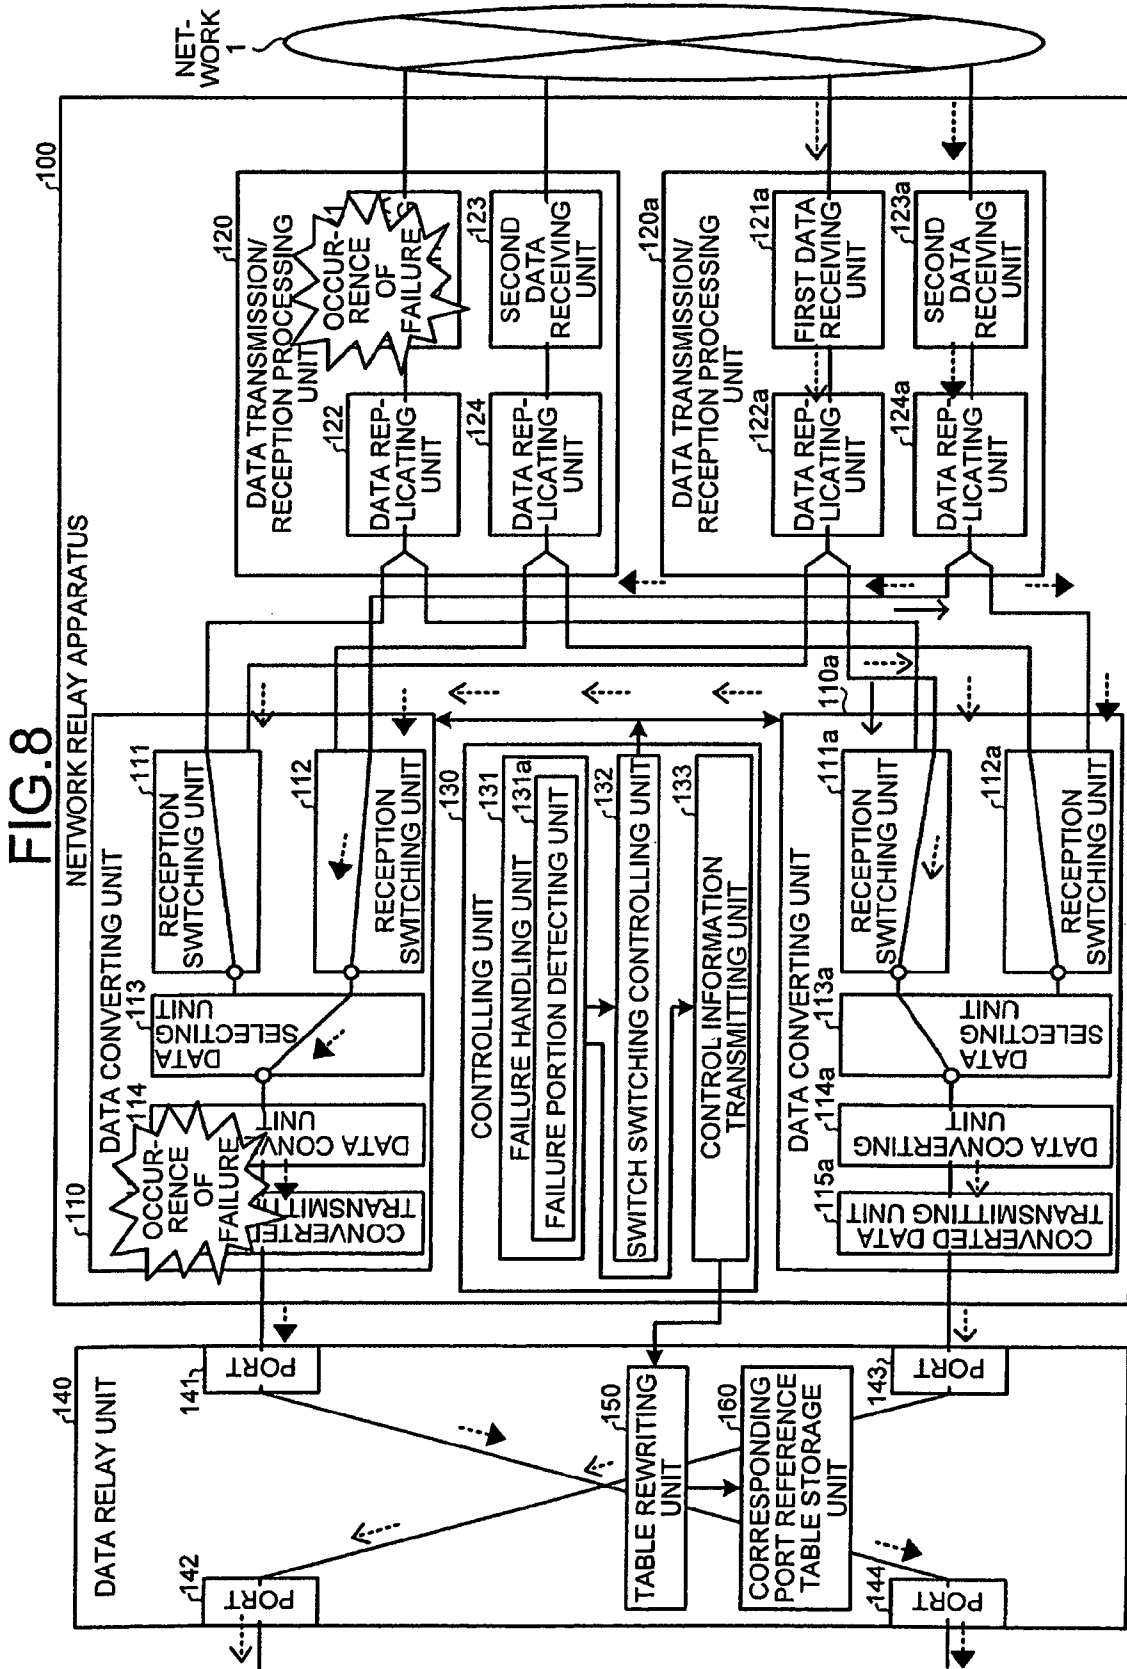 FIG.8
NETWORK RELAY APPARATUS
100
NET-
WORK
1
DATA RELAY UNIT
140
PORT
141
PORT
142
PORT
143
PORT
144
TABLE REWRITING
UNIT
150
CORRESPONDING
PORT REFERENCE
TABLE STORAGE
UNIT
160
DATA CONVERTING UNIT
110
RECEPTION
SWITCHING UNIT
111
RECEPTION
SWITCHING UNIT
112
DATA
SELECTING
UNIT
113
DATA CONV
UNIT
114
CONVERTED
TRANSMITTI
OCCUR-
RENCE
OF
FAILURE
CONTROLLING UNIT
130
FAILURE HANDLING UNIT
131
FAILURE PORTION DETECTING UNIT
131a
SWITCH SWITCHING CONTROLLING UNIT
132
CONTROL INFORMATION
TRANSMITTING UNIT
133
DATA CONVERTING UNIT
110a
RECEPTION
SWITCHING UNIT
111a
RECEPTION
SWITCHING UNIT
112a
DATA
SELECTING
UNIT
113a
DATA CONVERTING
UNIT
114a
CONVERTED DATA
TRANSMITTING UNIT
115a
DATA TRANSMISSION/
RECEPTION PROCESSING
UNIT
120
OCCUR-
RENCE
OF
FAILURE
DATA REP-
LICATING
UNIT
122
SECOND
DATA
RECEIVING
UNIT
123
DATA REP-
LICATING
UNIT
124
DATA TRANSMISSION/
RECEPTION PROCESSING
UNIT
120a
FIRST DATA
RECEIVING
UNIT
121a
DATA REP-
LICATING
UNIT
122a
SECOND
DATA
RECEIVING
UNIT
123a
DATA REP-
LICATING
UNIT
124a